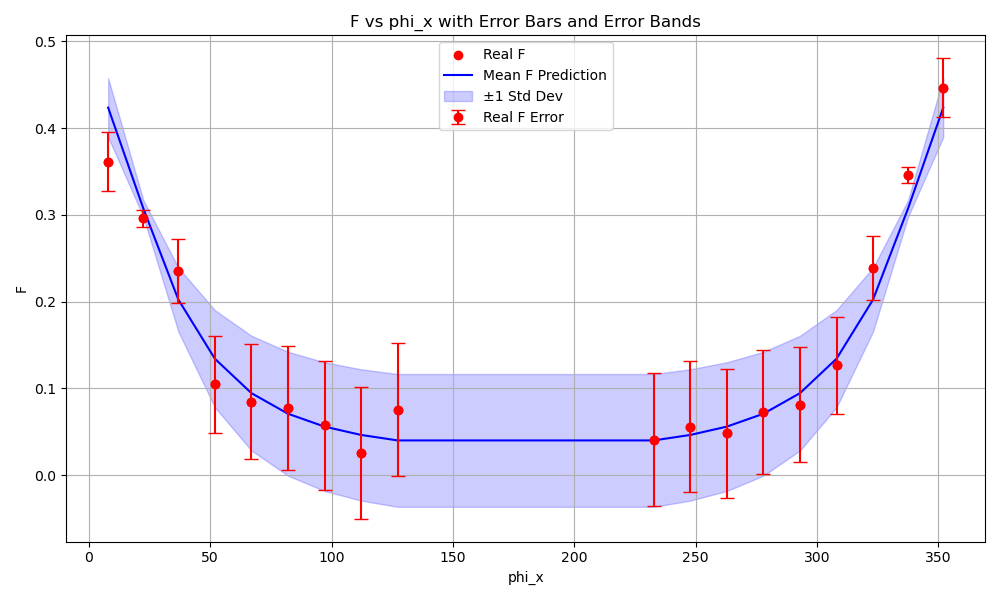 F vs phi_x with Error Bars and Error Bands
Real F
Mean F Prediction
±1 Std Dev
Real F Error
F
0.5
0.4
0.3
0.2
0.1
0.0
0 50 100 150 200 250 300 350
phi_x